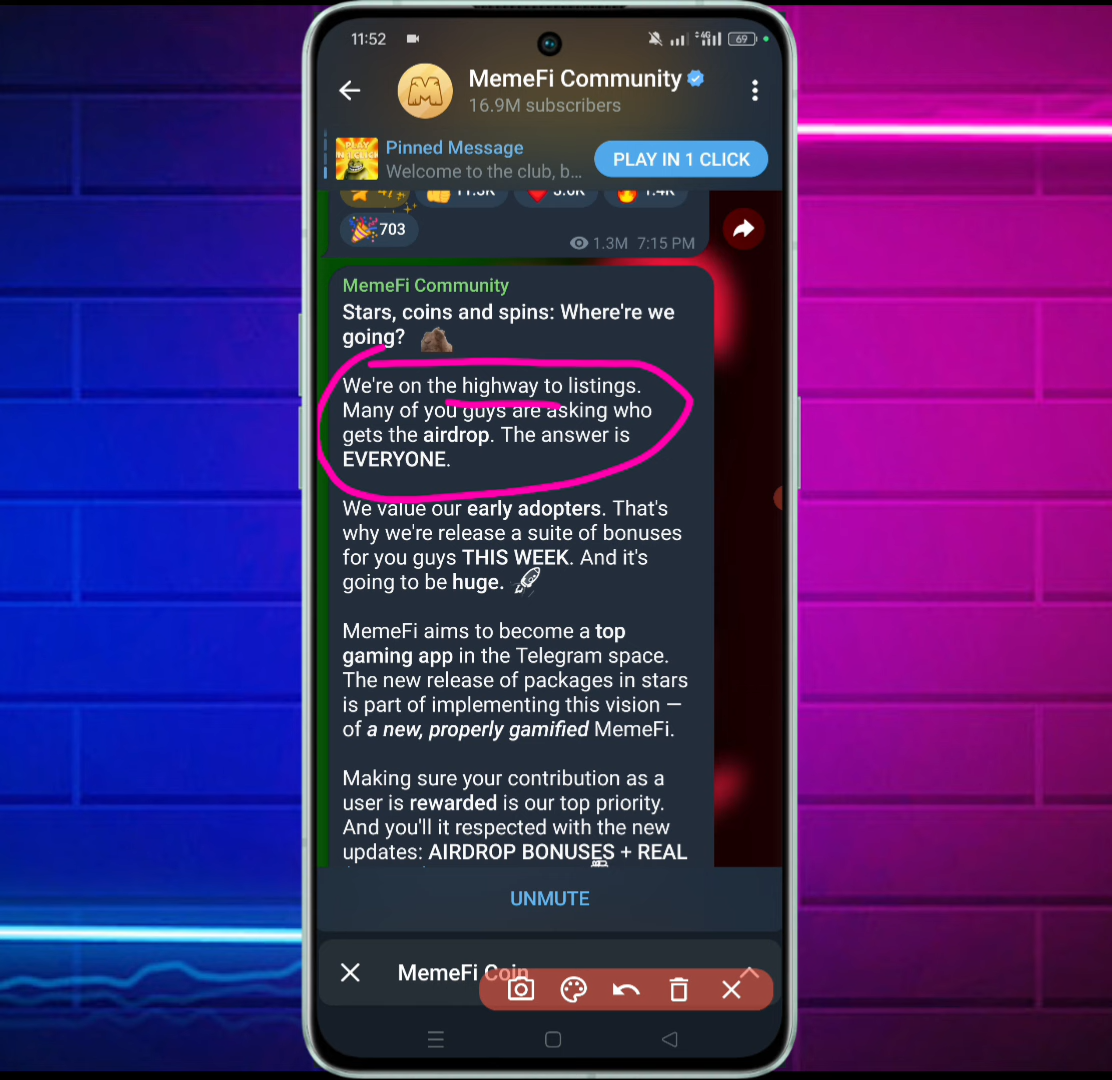 11:52
4G
69
MemeFi Community
16.9M subscribers
Pinned Message
Welcome to the club, b...
PLAY IN 1 CLICK
703
1.3M 7:15 PM
MemeFi Community
Stars, coins and spins: Where're we
going?
We're on the highway to listings.
Many of you guys are asking who
gets the airdrop. The answer is
EVERYONE.
We value our early adopters. That's
why we're release a suite of bonuses
for you guys THIS WEEK. And it's
going to be huge.
MemeFi aims to become a top
gaming app in the Telegram space.
The new release of packages in stars
is part of implementing this vision —
of a new, properly gamified MemeFi.
Making sure your contribution as a
user is rewarded is our top priority.
And you'll it respected with the new
updates: AIRDROP BONUSES + REAL
UNMUTE
MemeFi Coin